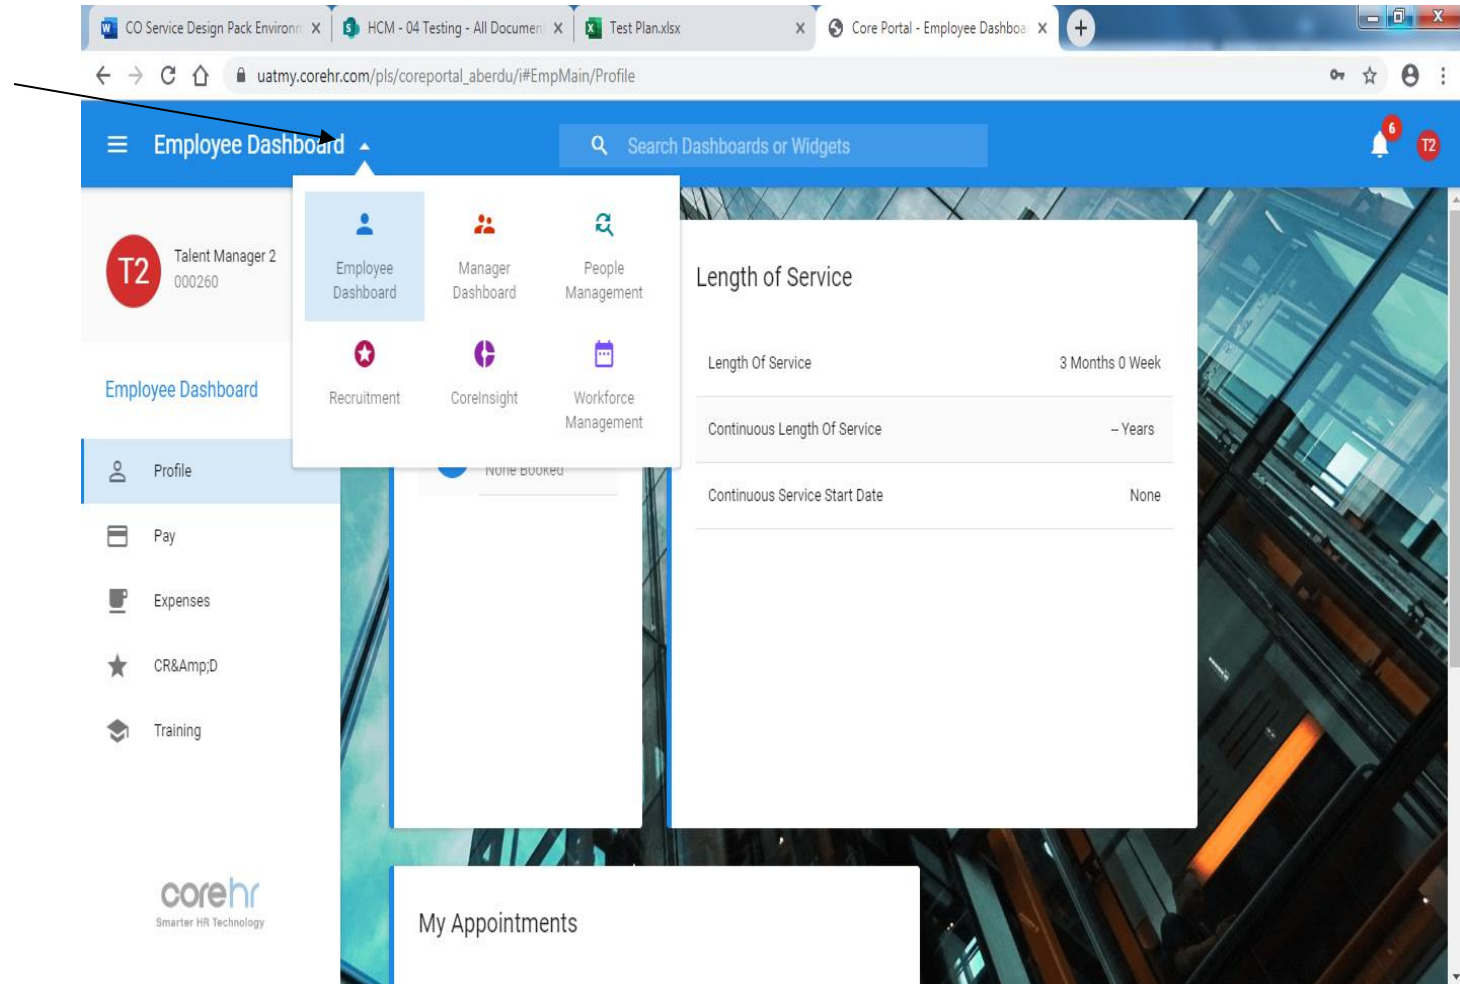 CO Service Design Pack Environm
HCM - 04 Testing - All Document
Test Plan.xlsx
Core Portal - Employee Dashboa
uatmy.corehr.com/pls/coreportal_aberdu/i#EmpMain/Profile
Employee Dashboard
Search Dashboards or Widgets
6
T2
T2
Talent Manager 2
000260
Employee Dashboard
Profile
Pay
Expenses
CR&Amp;D
Training
corehr
Smarter HR Technology
Employee
Dashboard
Manager
Dashboard
People
Management
Recruitment
CoreInsight
Workforce
Management
None Booked
Length of Service
Length Of Service 3 Months 0 Week
Continuous Length Of Service -- Years
Continuous Service Start Date None
My Appointments